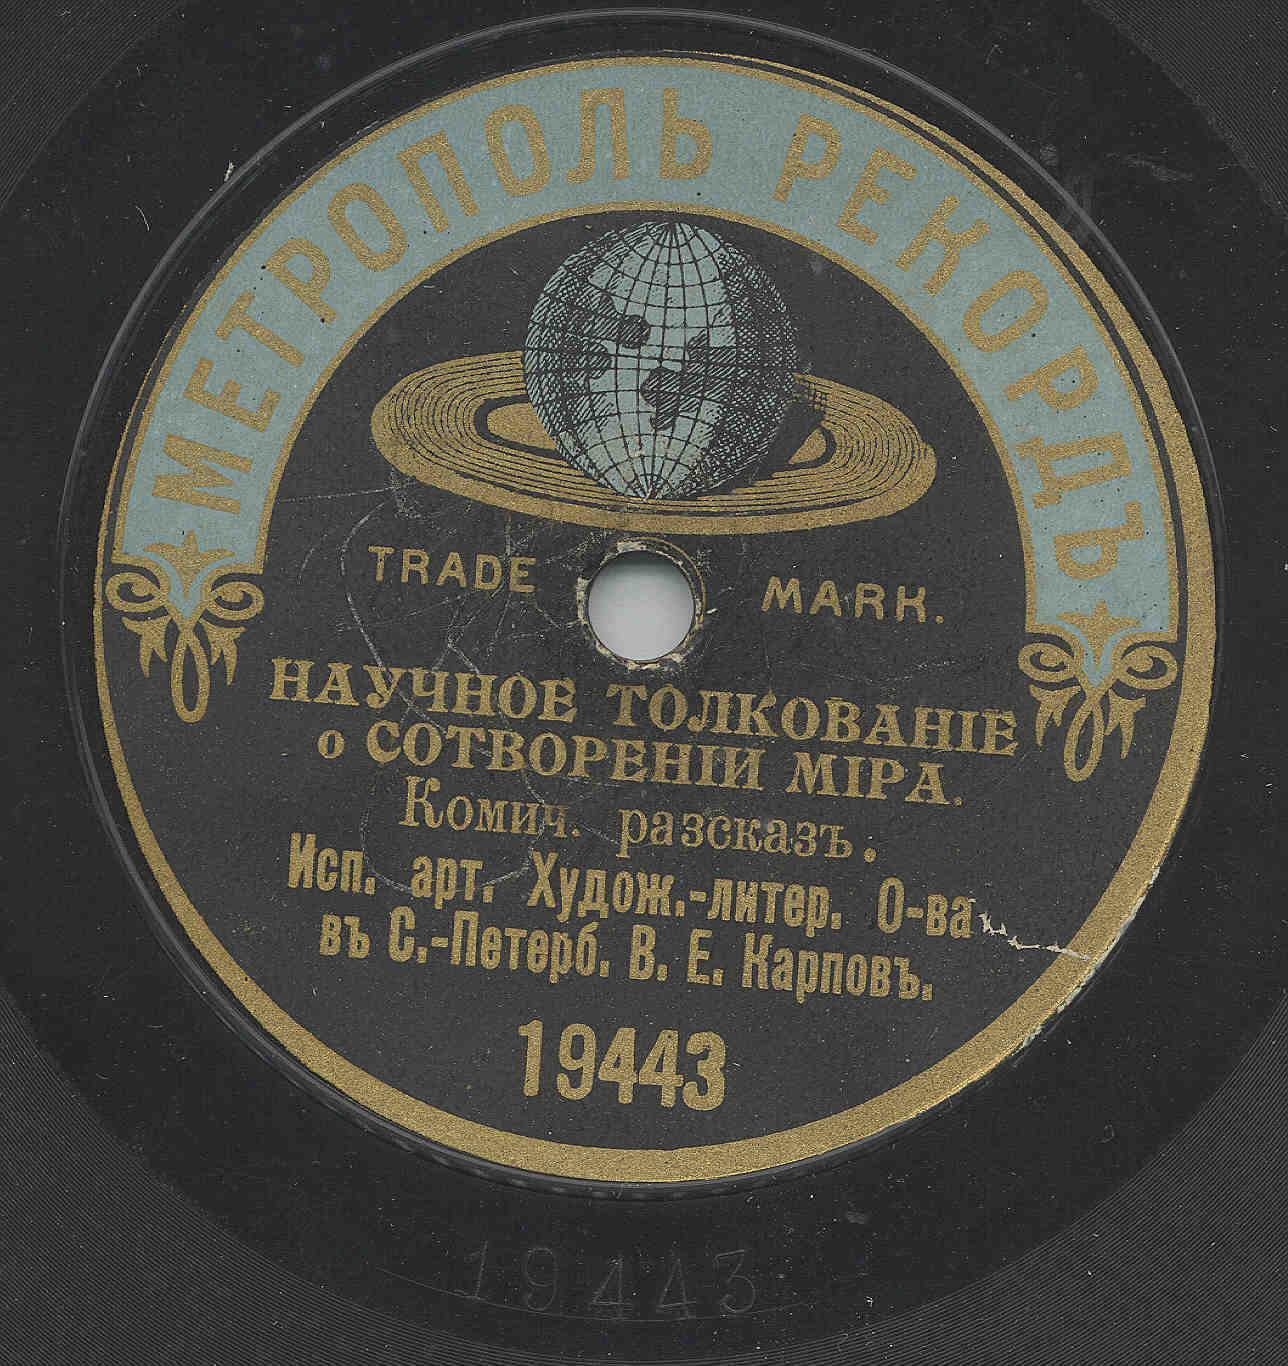 МЕТРОПОЛЬ РЕКОРДЪ
TRADE MARK.
НАУЧНОЕ ТОЛКОВАНІЕ
о СОТВОРЕНІИ МІРА.
Комич. разсказъ.
Исп. арт. Худож.-литер. О-ва
въ С.-Петерб. В. Е. Карповъ.
19443
19443